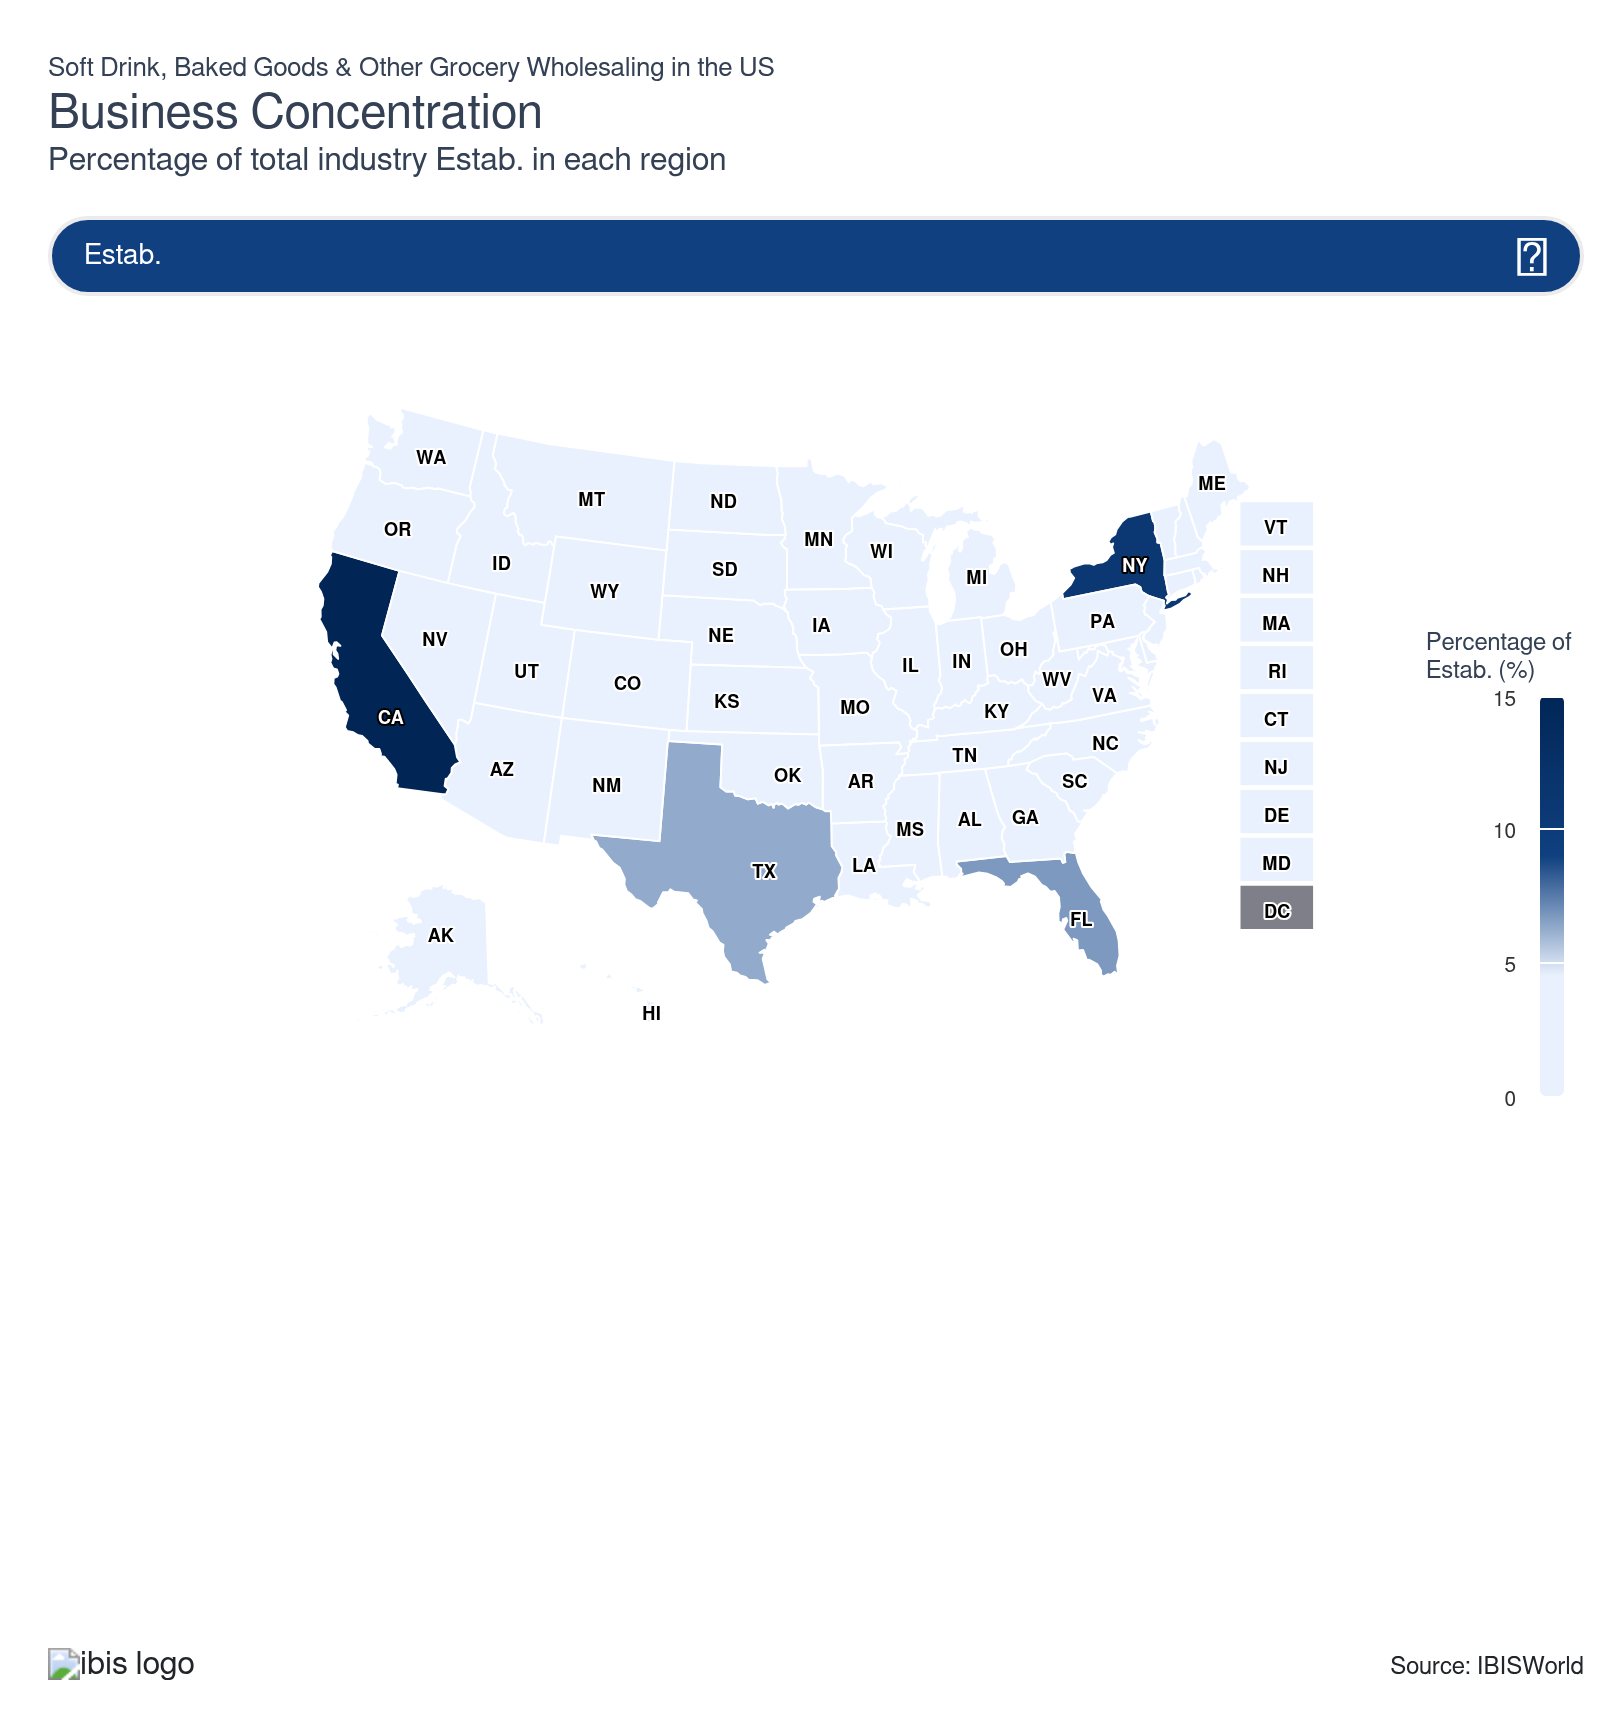 Soft Drink, Baked Goods & Other Grocery Wholesaling in the US
Business Concentration
Percentage of total industry Estab. in each region
Estab.
WA
ME
MT
ND
VT
OR
MN
WI
NY
ID
SD
NH
MI
WY
MA
PA
IA
NE
NV
OH
Percentage of
Estab. (%)
IN
IL
UT
RI
WV
CO
VA
15
KS
MO
KY
CA
CT
NC
TN
AZ
NJ
OK
AR
SC
NM
DE
GA
AL
MS
10
MD
LA
TX
DC
FL
AK
5
HI
0
ibis logo
Source: IBISWorld